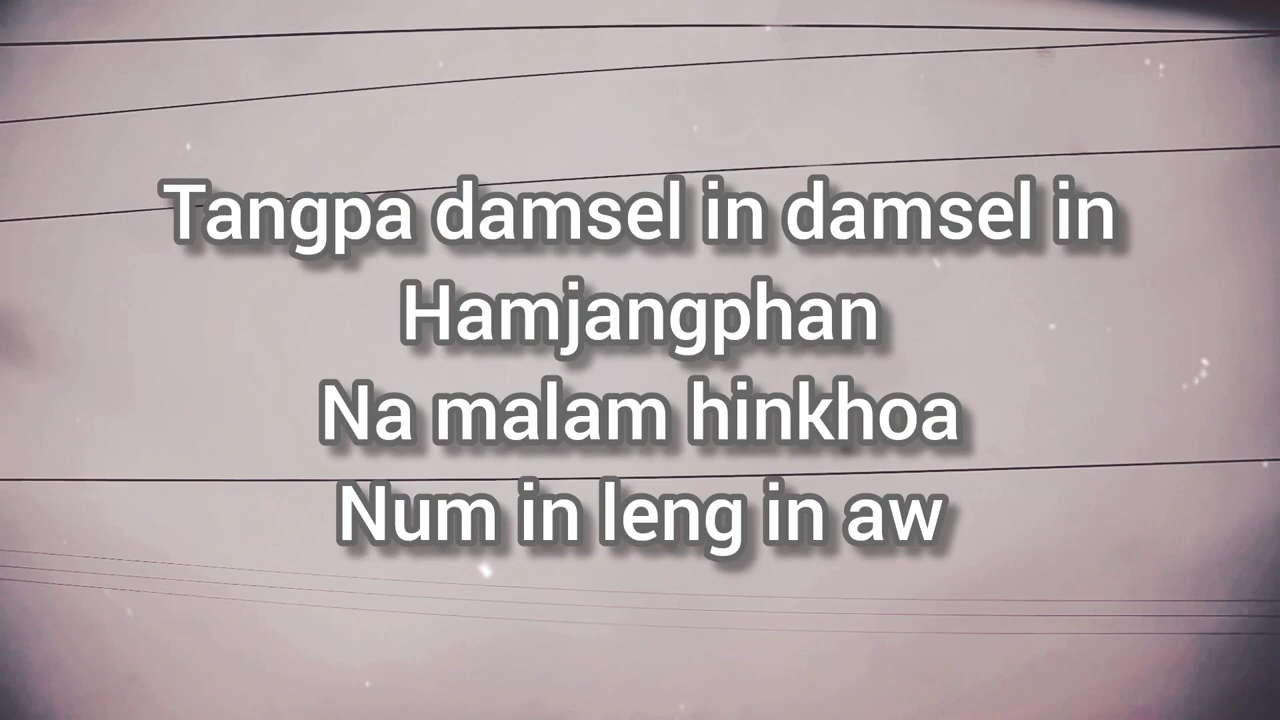 Tangpa damsel in damsel in
Hamjangphan
Na malam hinkhoa
Num in leng in aw